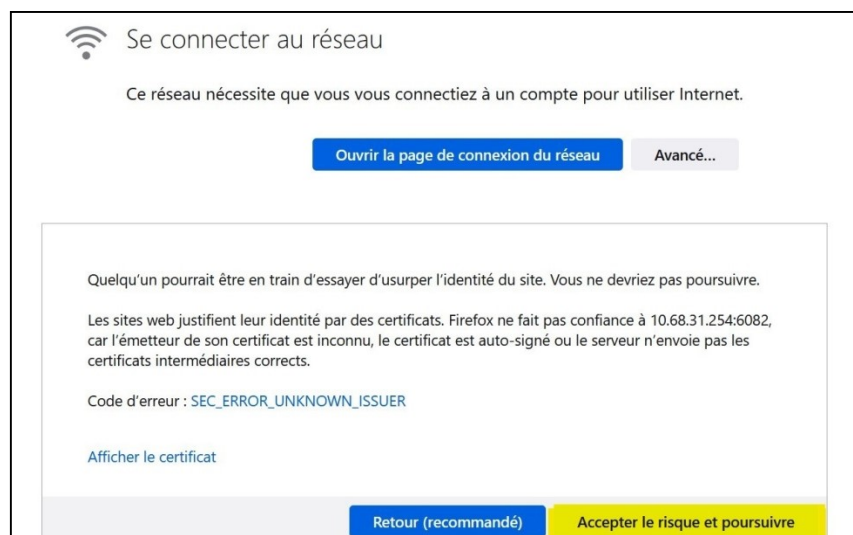 Se connecter au réseau
Ce réseau nécessite que vous vous connectiez à un compte pour utiliser Internet.
Ouvrir la page de connexion du réseau Avancé...
Quelqu'un pourrait être en train d'essayer d'usurper l'identité du site. Vous ne devriez pas poursuivre.
Les sites web justifient leur identité par des certificats. Firefox ne fait pas confiance à 10.68.31.254:6082,
car l'émetteur de son certificat est inconnu, le certificat est auto-signé ou le serveur n'envoie pas les
certificats intermédiaires corrects.
Code d'erreur : SEC_ERROR_UNKNOWN_ISSUER
Afficher le certificat
Retour (recommandé) Accepter le risque et poursuivre